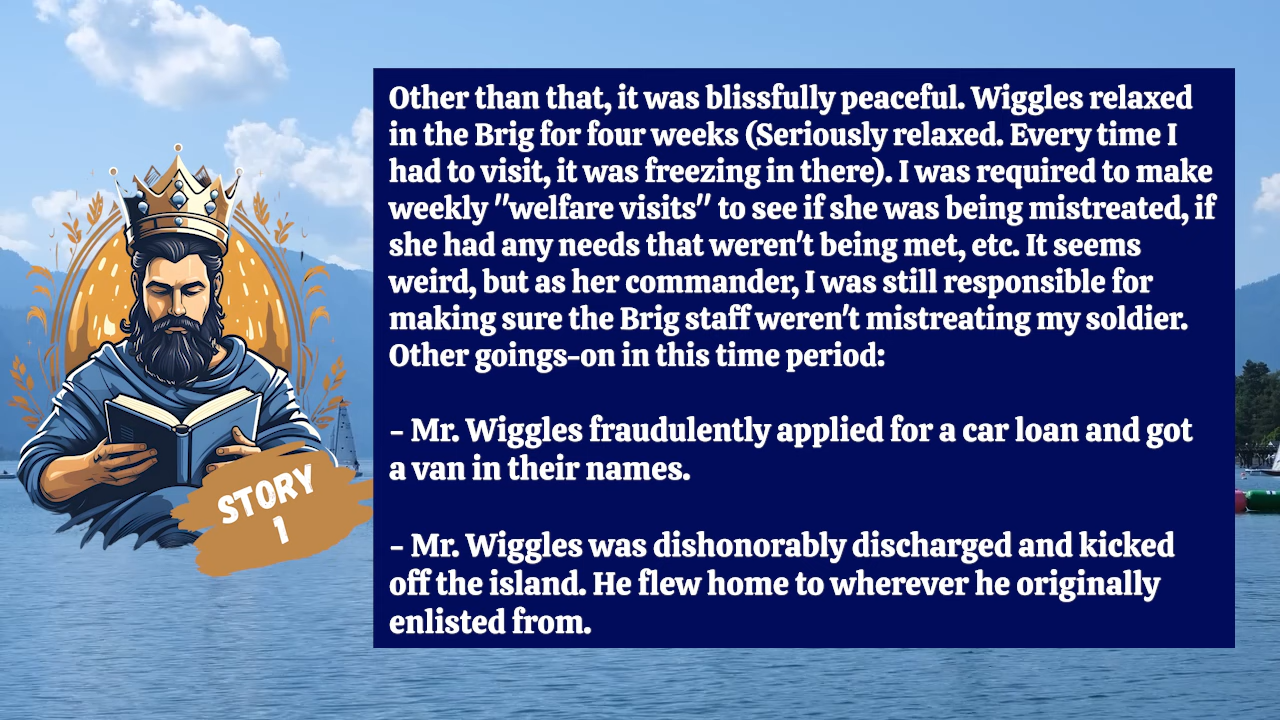 Other than that, it was blissfully peaceful. Wiggles relaxed
in the Brig for four weeks (Seriously relaxed. Every time I
had to visit, it was freezing in there). I was required to make
weekly "welfare visits" to see if she was being mistreated, if
she had any needs that weren't being met, etc. It seems
weird, but as her commander, I was still responsible for
making sure the Brig staff weren't mistreating my soldier.
Other goings-on in this time period:
- Mr. Wiggles fraudulently applied for a car loan and got
a van in their names.
- Mr. Wiggles was dishonorably discharged and kicked
off the island. He flew home to wherever he originally
enlisted from.
STORY
1